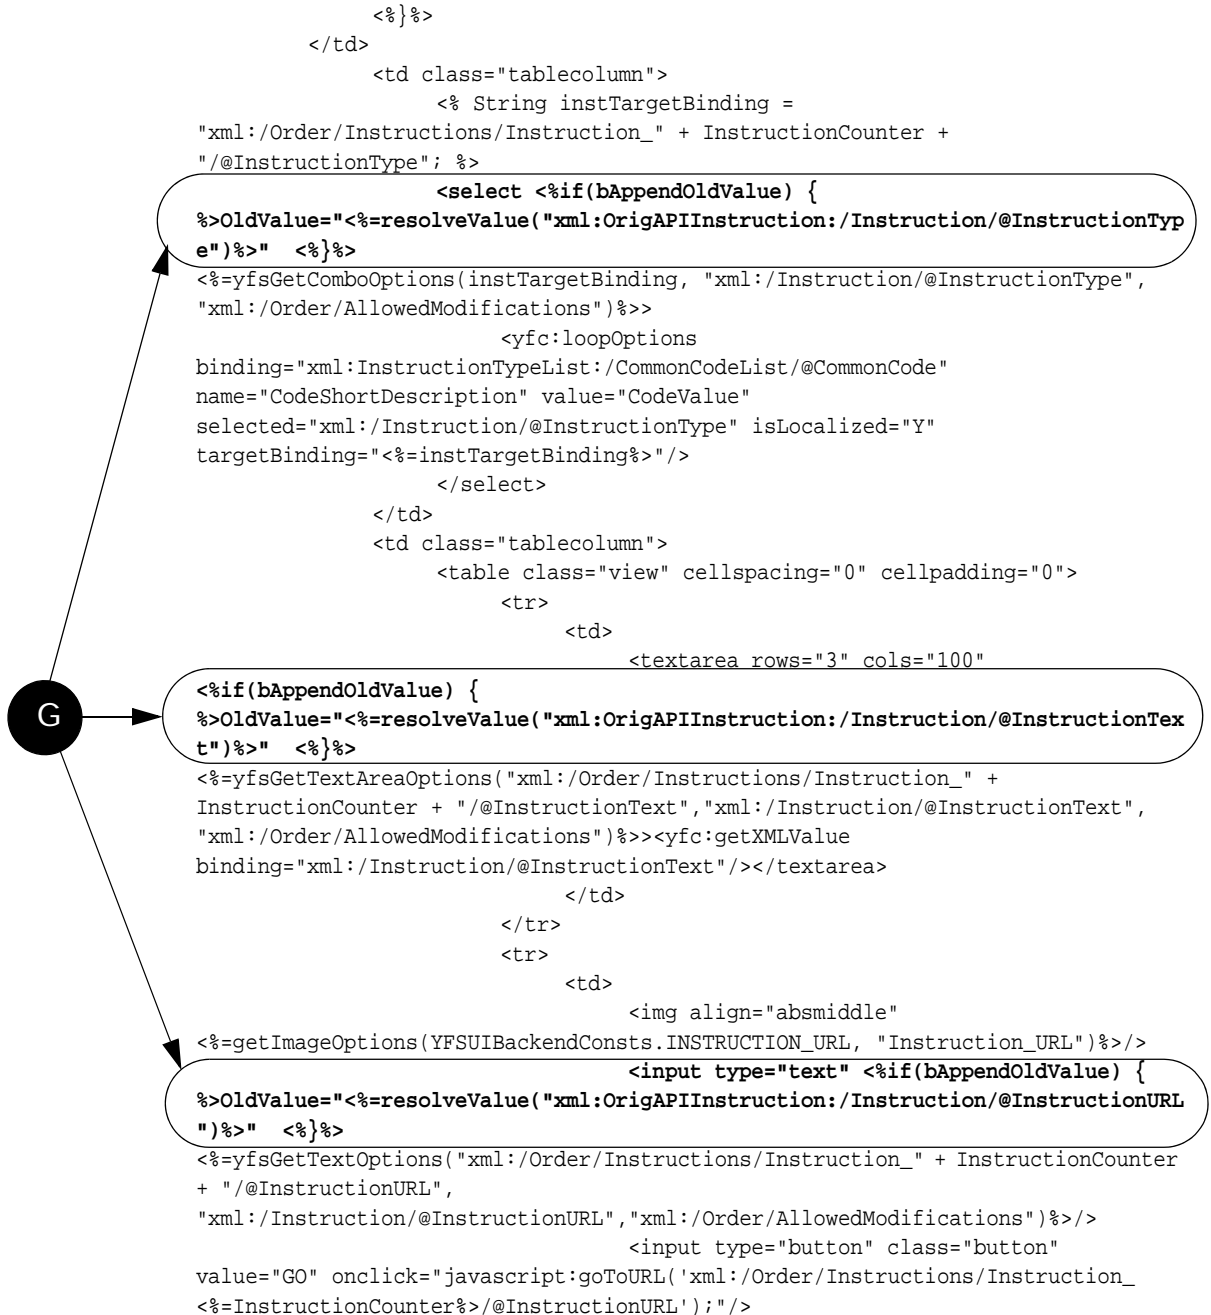 <%}%>
</td>
<td class="tablecolumn">
<% String instTargetBinding =
"xml:/Order/Instructions/Instruction_" + InstructionCounter +
"/@InstructionType"; %>
<select <%if(bAppendOldValue) {
%>OldValue="<%=resolveValue("xml:OrigAPIInstruction:/Instruction/@InstructionTyp
e")%>"  <%}%>
<%=yfsGetComboOptions(instTargetBinding, "xml:/Instruction/@InstructionType",
"xml:/Order/AllowedModifications")%>>
<yfc:loopOptions
binding="xml:InstructionTypeList:/CommonCodeList/@CommonCode"
name="CodeShortDescription" value="CodeValue"
selected="xml:/Instruction/@InstructionType" isLocalized="Y"
targetBinding="<%=instTargetBinding%>"/>
</select>
</td>
<td class="tablecolumn">
<table class="view" cellspacing="0" cellpadding="0">
<tr>
<td>
<textarea rows="3" cols="100"
G
<%if(bAppendOldValue) {
%>OldValue="<%=resolveValue("xml:OrigAPIInstruction:/Instruction/@InstructionTex
t")%>"  <%}%>
<%=yfsGetTextAreaOptions("xml:/Order/Instructions/Instruction_" +
InstructionCounter + "/@InstructionText","xml:/Instruction/@InstructionText",
"xml:/Order/AllowedModifications")%>><yfc:getXMLValue
binding="xml:/Instruction/@InstructionText"/></textarea>
</td>
</tr>
<tr>
<td>
<img align="absmiddle"
<%=getImageOptions(YFSUIBackendConsts.INSTRUCTION_URL, "Instruction_URL")%>/>
<input type="text" <%if(bAppendOldValue) {
%>OldValue="<%=resolveValue("xml:OrigAPIInstruction:/Instruction/@InstructionURL
")%>"  <%}%>
<%=yfsGetTextOptions("xml:/Order/Instructions/Instruction_" + InstructionCounter
+ "/@InstructionURL",
"xml:/Instruction/@InstructionURL","xml:/Order/AllowedModifications")%>/>
<input type="button" class="button"
value="GO" onclick="javascript:goToURL('xml:/Order/Instructions/Instruction_
<%=InstructionCounter%>/@InstructionURL');"/>